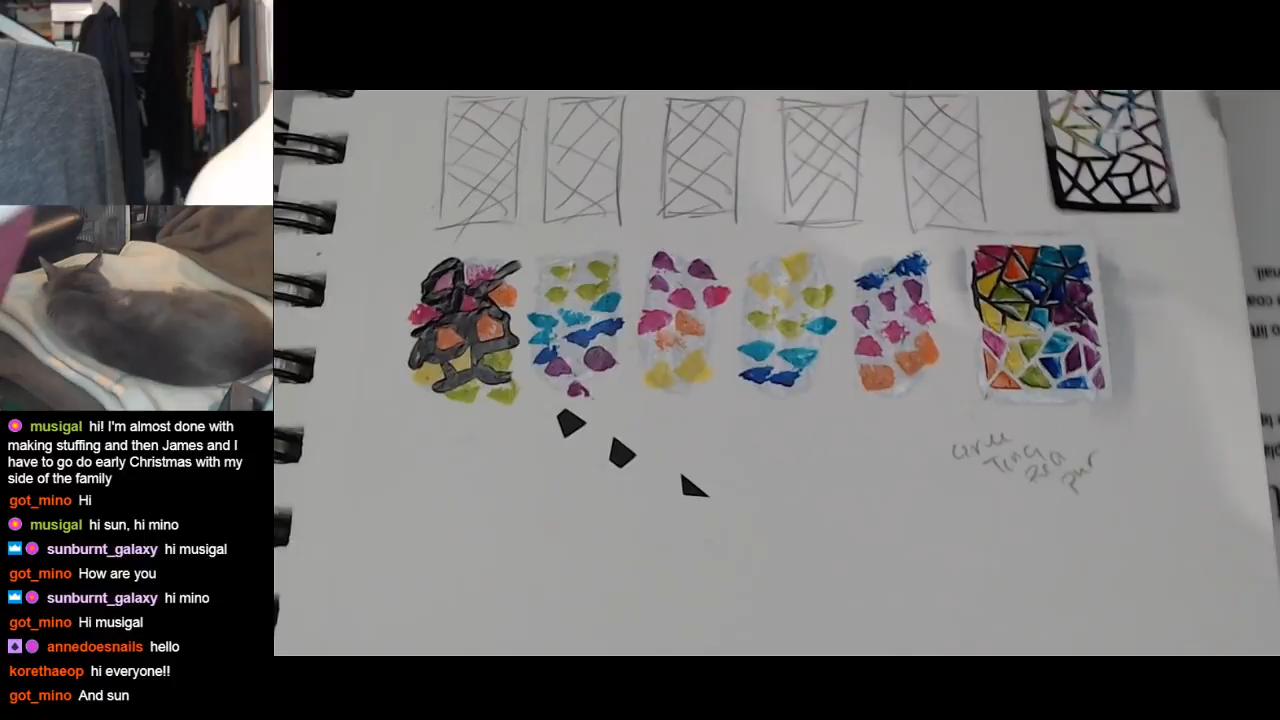 musigal hi! I'm almost done with
making stuffing and then James and I
have to go do early Christmas with my
side of the family
got_mino Hi
musigal hi sun, hi mino
sunburnt_galaxy hi musigal
got_mino How are you
sunburnt_galaxy hi mino
got_mino Hi musigal
annedoesnails hello
korethaeop hi everyone!!
got_mino And sun